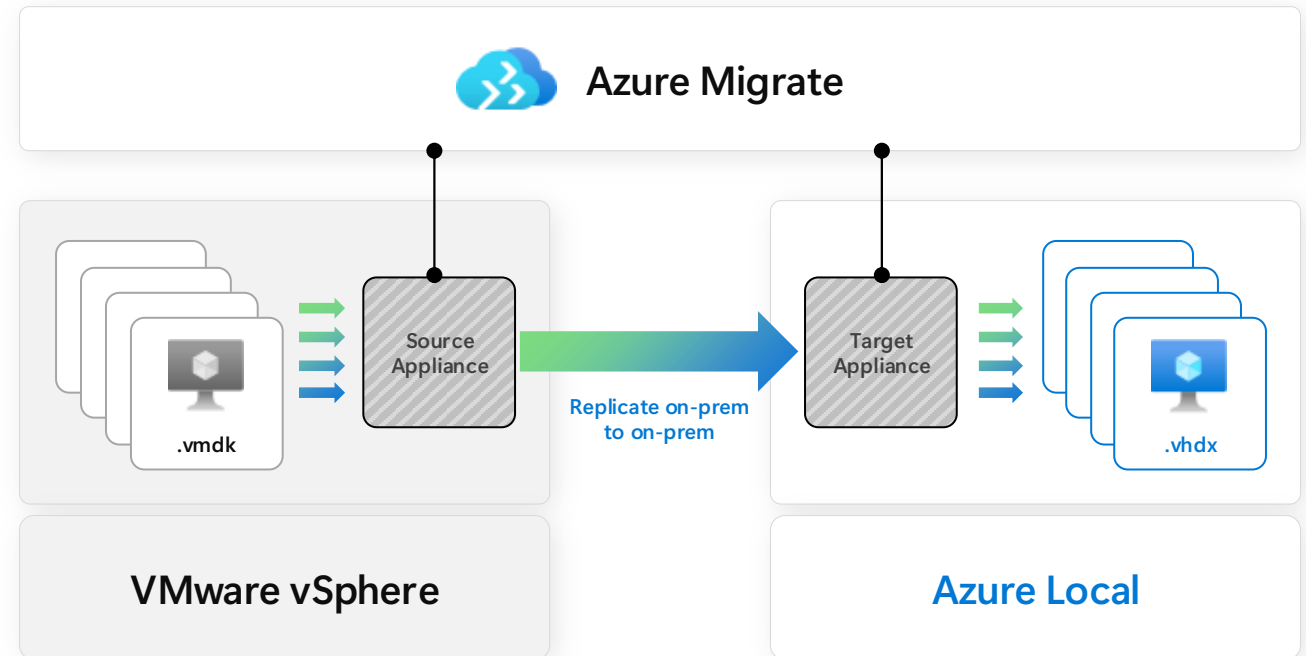 Azure Migrate
Source
Appliance
Target
Appliance
Replicate on-prem
to on-prem
.vmdk
.vhdx
VMware vSphere
Azure Local